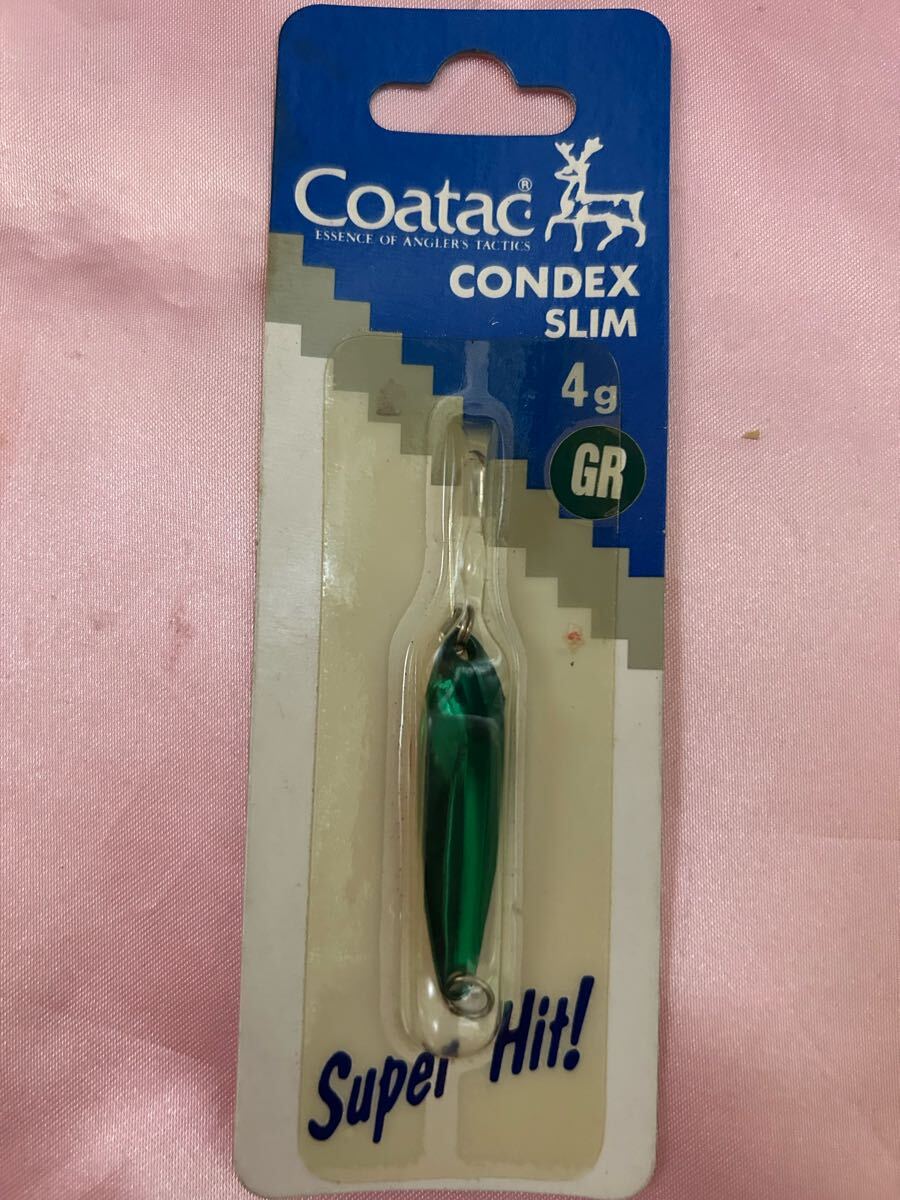 Coatac®
ESSENCE OF ANGLER'S TACTICS
CONDEX
SLIM
4g
GR
Super Hit!